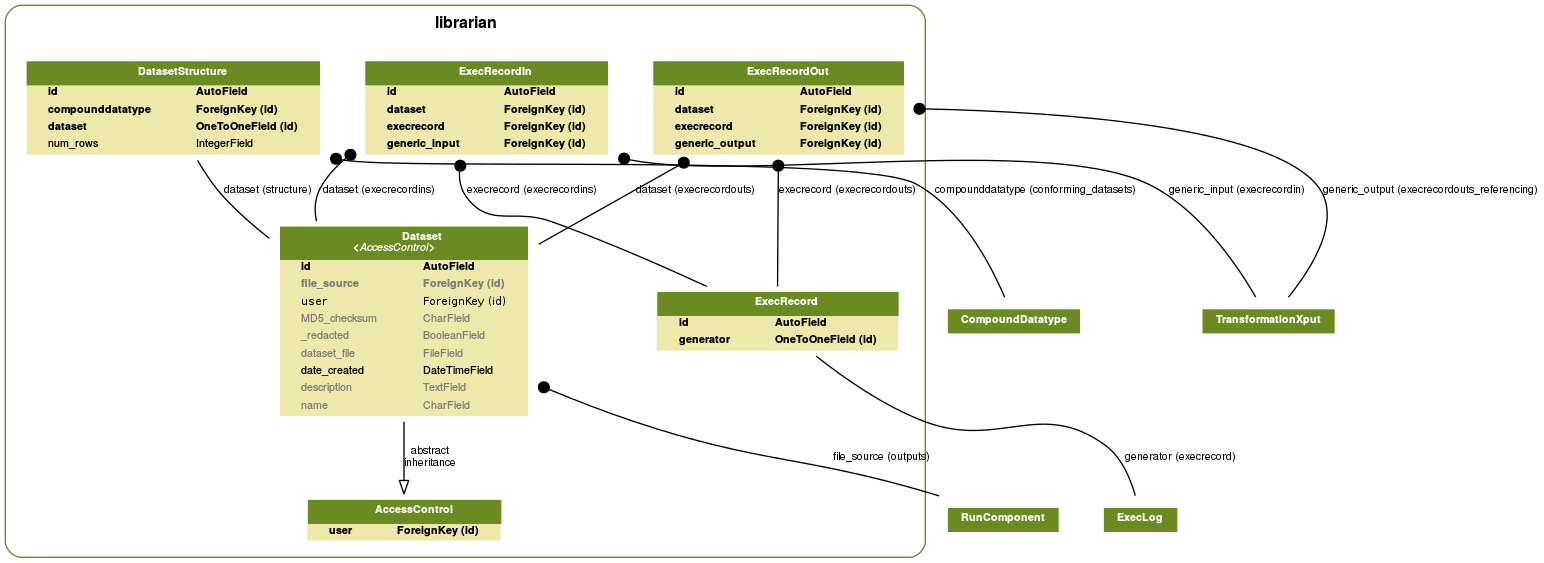 librarian
DatasetStructure
id AutoField
compounddatatype ForeignKey (id)
dataset OneToOneField (id)
num_rows IntegerField
ExecRecordIn
id AutoField
dataset ForeignKey (id)
execrecord ForeignKey (id)
generic_input ForeignKey (id)
ExecRecordOut
id AutoField
dataset ForeignKey (id)
execrecord ForeignKey (id)
generic_output ForeignKey (id)
dataset (structure)
dataset (execrecordins)
execrecord (execrecordins)
dataset (execrecordouts)
execrecord (execrecordouts)
compounddatatype (conforming_datasets)
generic_input (execrecordin)
generic_output (execrecordouts_referencing)
Dataset
<AccessControl>
id AutoField
file_source ForeignKey (id)
user ForeignKey (id)
MD5_checksum CharField
_redacted BooleanField
dataset_file FileField
date_created DateTimeField
description TextField
name CharField
ExecRecord
id AutoField
generator OneToOneField (id)
CompoundDatatype
TransformationXput
abstract
inheritance
file_source (outputs)
generator (execrecord)
AccessControl
user ForeignKey (id)
RunComponent
ExecLog